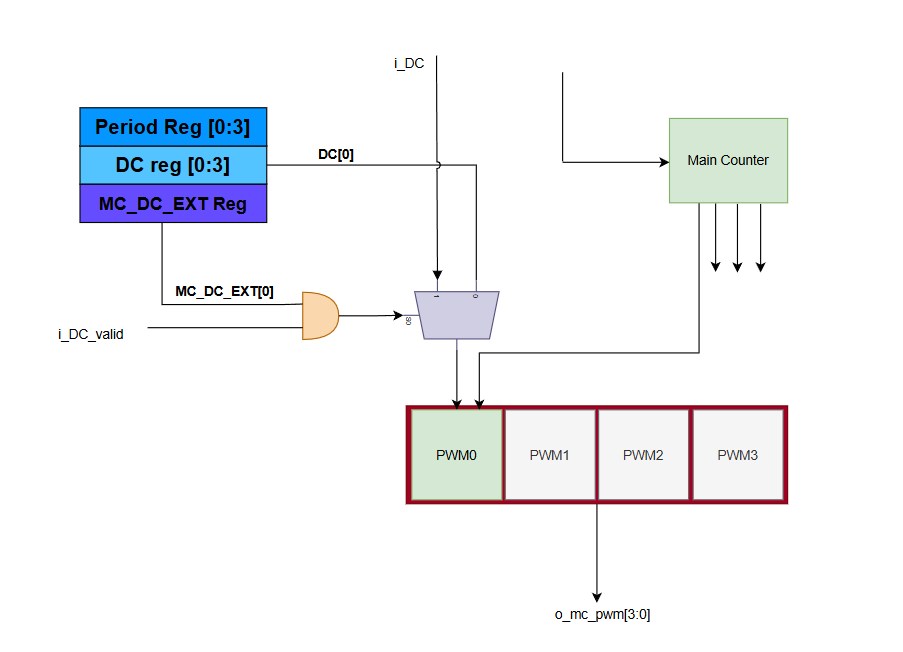 i_DC
Period Reg [0:3]
DC reg [0:3]
MC_DC_EXT Reg
DC[0]
Main Counter
MC_DC_EXT[0]
i_DC_valid
1
0
S0
PWM0
PWM1
PWM2
PWM3
o_mc_pwm[3:0]